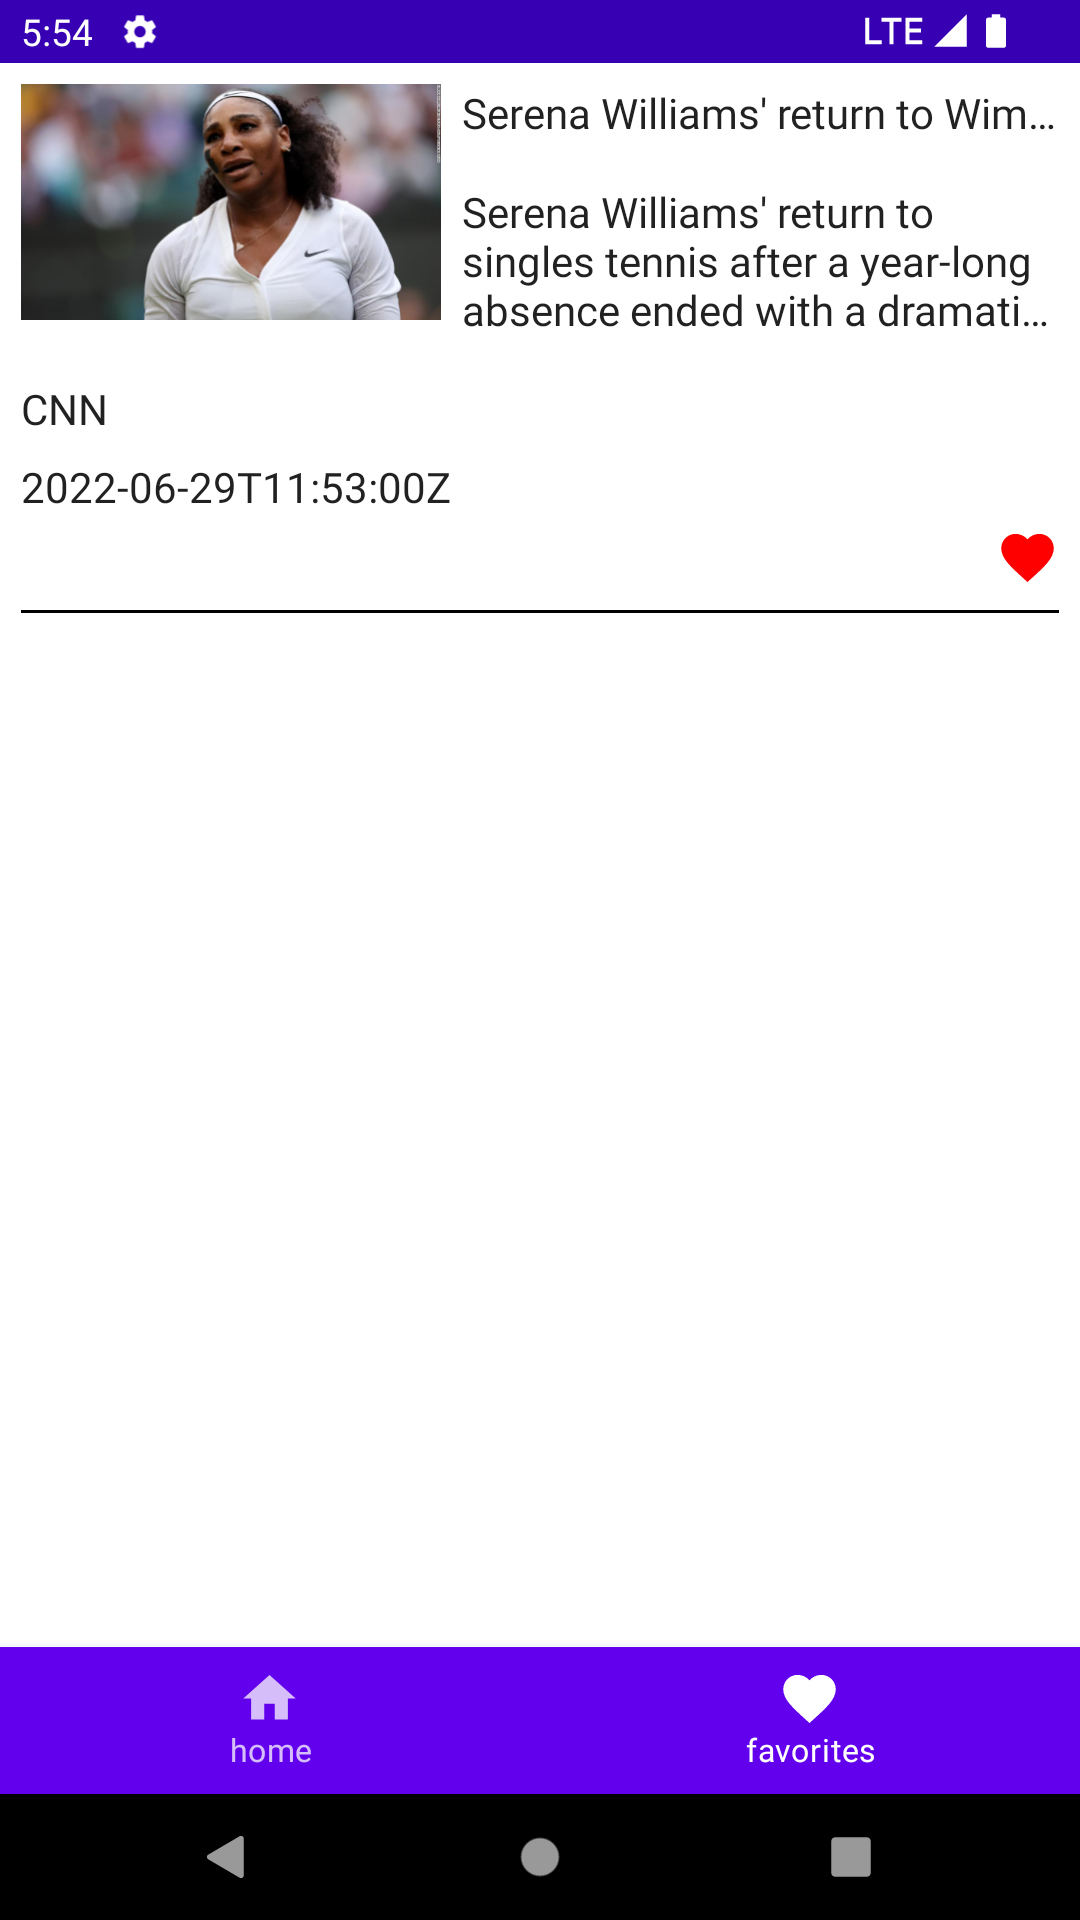 5:54
LTE
Serena Williams' return to Wim...
Serena Williams' return to
singles tennis after a year-long
absence ended with a dramati...
CNN
2022-06-29T11:53:00Z
home
favorites